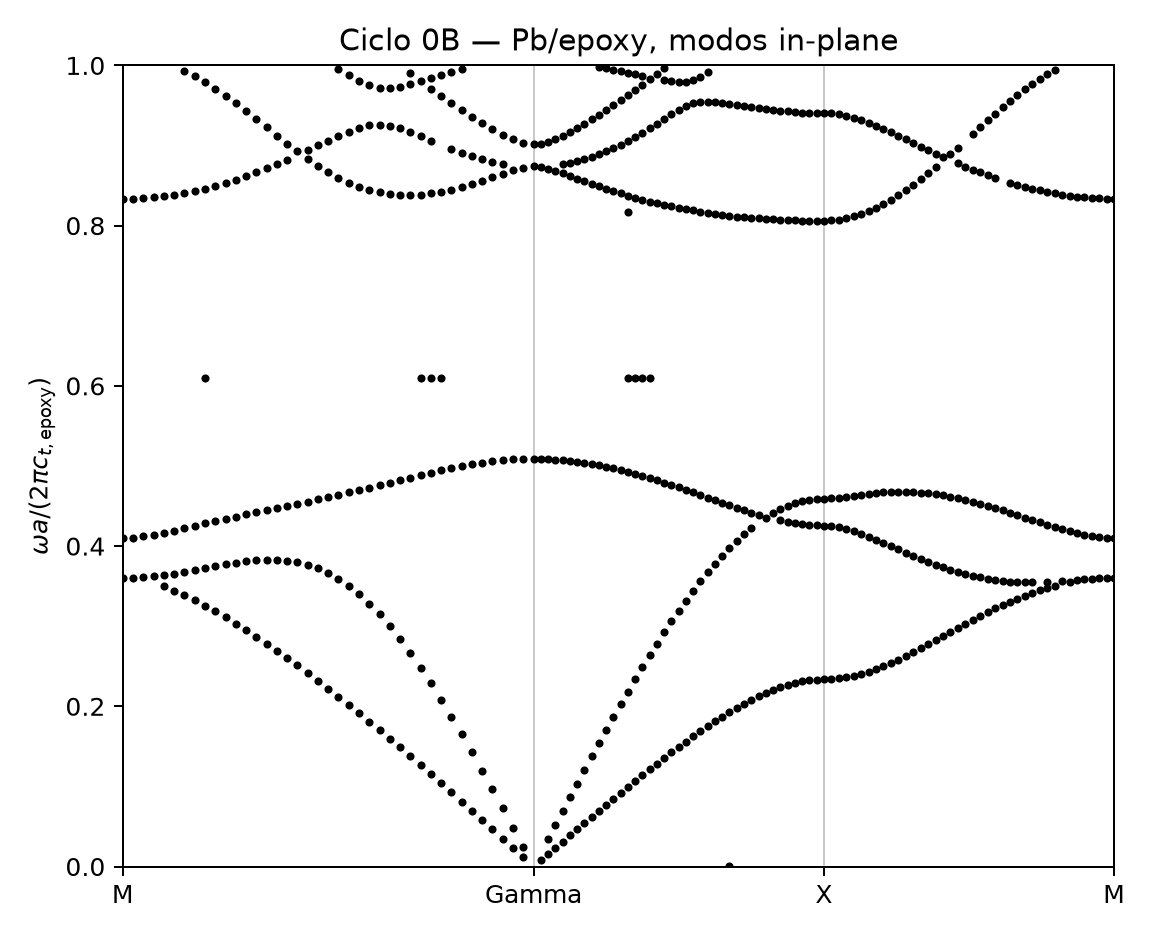 Ciclo 0B — Pb/epoxy, modos in-plane
ωa/(2πc_{t, epoxy})
1.0
0.8
0.6
0.4
0.2
0.0
M Gamma X M